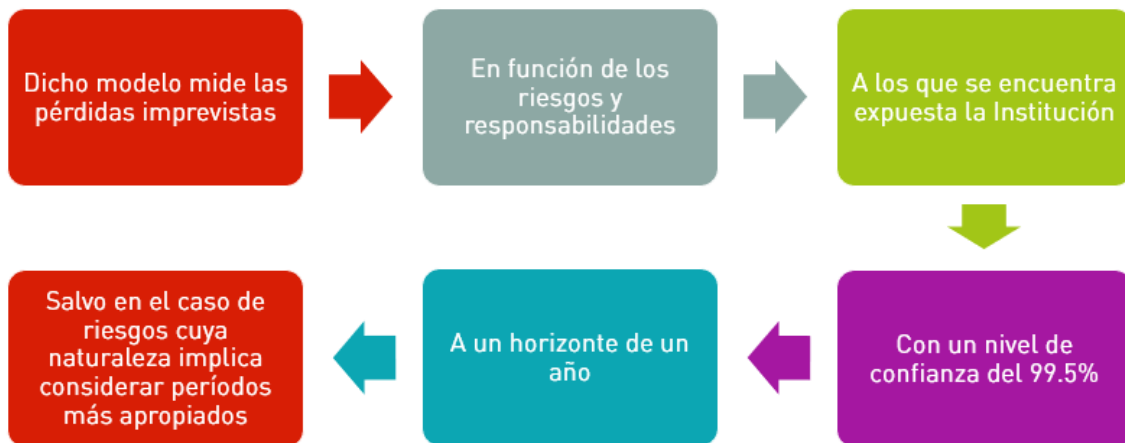 Dicho modelo mide las
pérdidas imprevistas
En función de los
riesgos y
responsabilidades
A los que se encuentra
expuesta la Institución
Con un nivel de
confianza del 99.5%
A un horizonte de un
año
Salvo en el caso de
riesgos cuya
naturaleza implica
considerar períodos
más apropiados